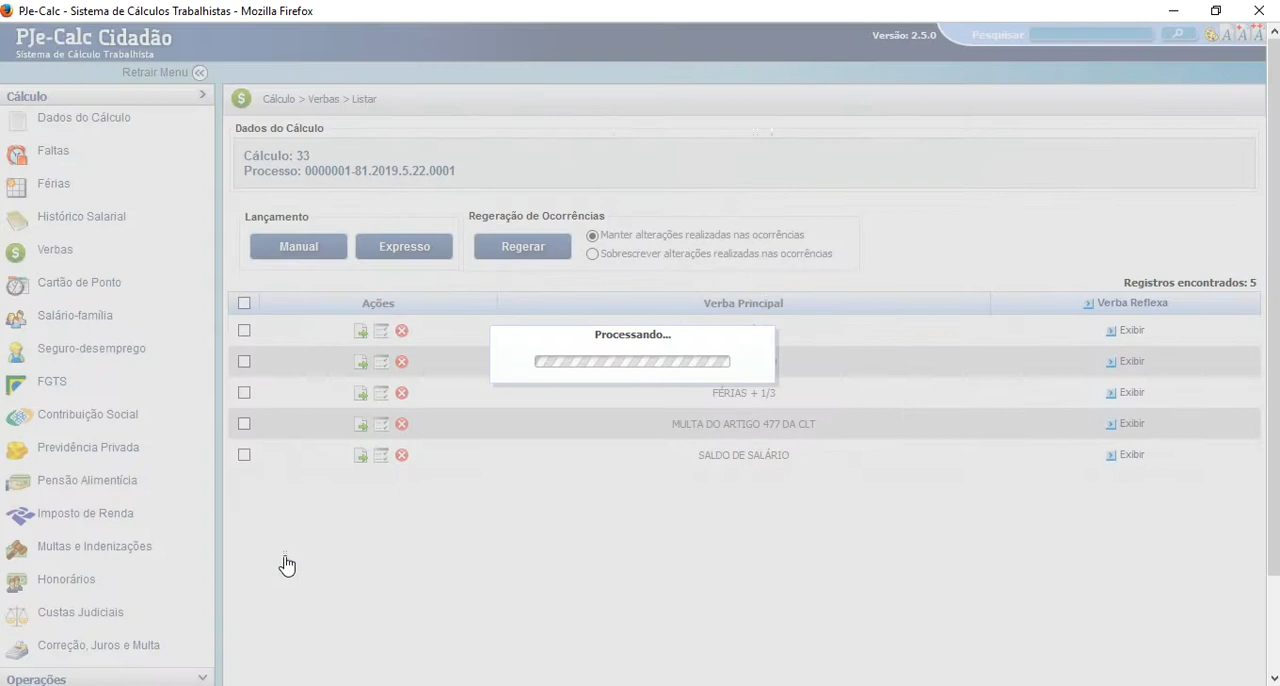 PJe-Calc - Sistema de Cálculos Trabalhistas - Mozilla Firefox
PJe-Calc Cidadão
Sistema de Cálculo Trabalhista
Versão: 2.5.0
Pesquisar
A A A
Retrair Menu
Cálculo
Dados do Cálculo
Faltas
Férias
Histórico Salarial
Verbas
Cartão de Ponto
Salário-família
Seguro-desemprego
FGTS
Contribuição Social
Previdência Privada
Pensão Alimentícia
Imposto de Renda
Multas e Indenizações
Honorários
Custas Judiciais
Correção, Juros e Multa
Operações
Cálculo > Verbas > Listar
Dados do Cálculo
Cálculo: 33
Processo: 0000001-81.2019.5.22.0001
Lançamento
Manual
Expresso
Regeração de Ocorrências
Regerar
Manter alterações realizadas nas ocorrências
Sobrescrever alterações realizadas nas ocorrências
Registros encontrados: 5
Ações Verba Principal Verba Reflexa
Exibir
Processando...
Exibir
FÉRIAS + 1/3 Exibir
MULTA DO ARTIGO 477 DA CLT Exibir
SALDO DE SALÁRIO Exibir